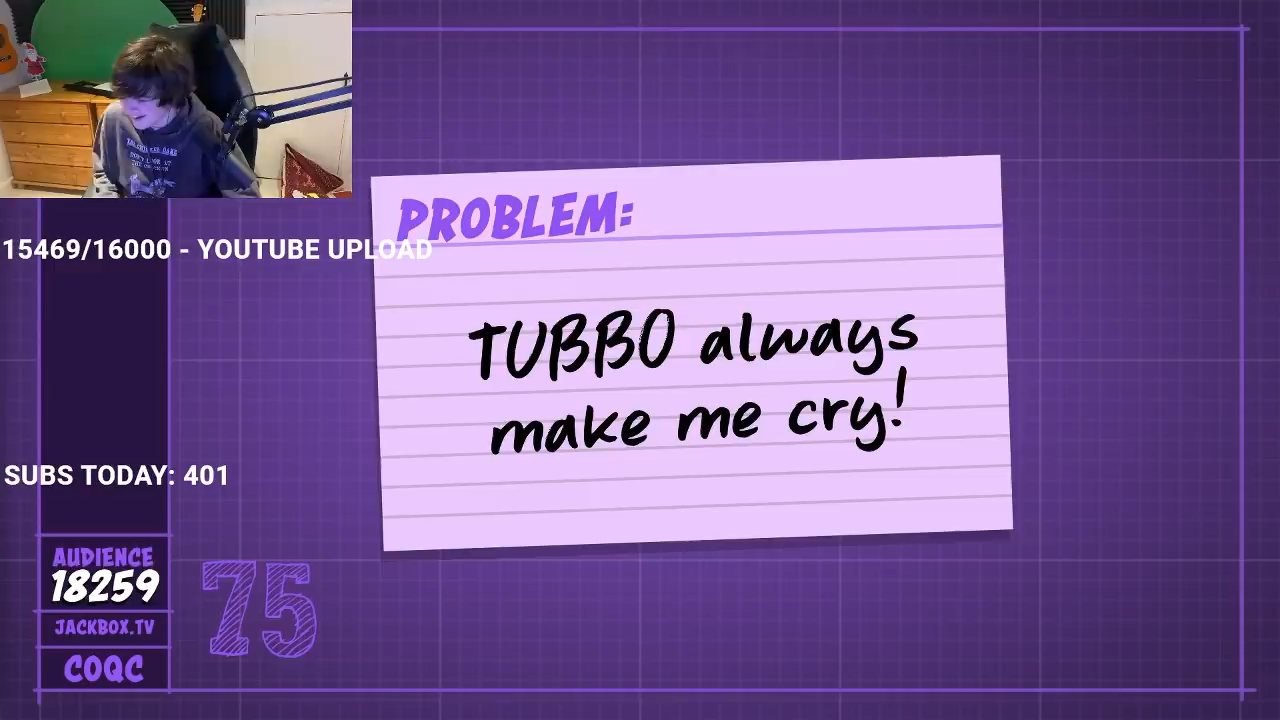 PROBLEM:
15469/16000 - YOUTUBE UPLOAD
TUBBO always
make me cry!
SUBS TODAY: 401
AUDIENCE
18259
JACKBOX.TV
COQC
75